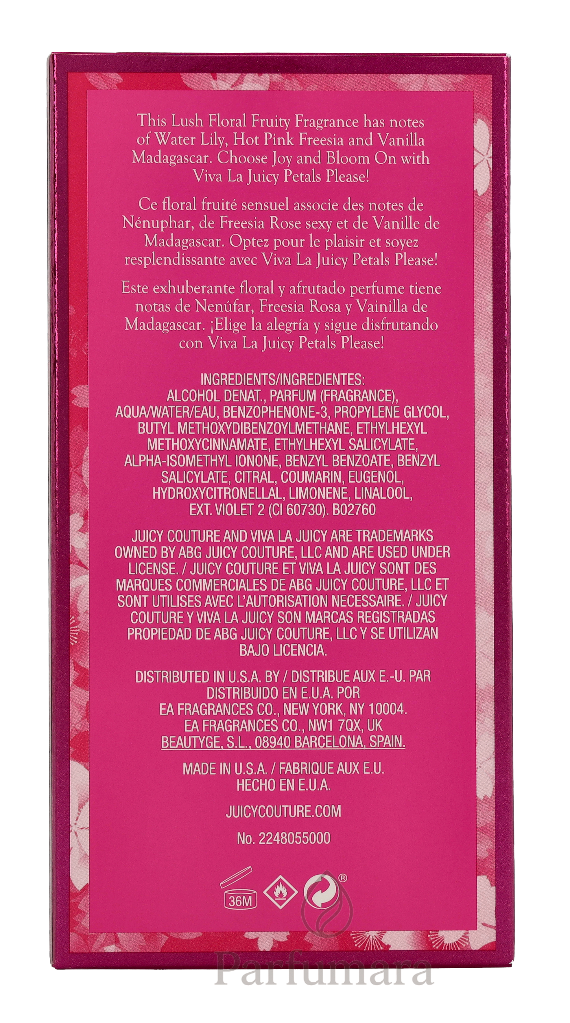 This Lush Floral Fruity Fragrance has notes
of Water Lily, Hot Pink Freesia and Vanilla
Madagascar. Choose Joy and Bloom On with
Viva La Juicy Petals Please!
Ce floral fruité sensuel associe des notes de
Nénuphar, de Freesia Rose sexy et de Vanille de
Madagascar. Optez pour le plaisir et soyez
resplendissante avec Viva La Juicy Petals Please!
Este exhuberante floral y afrutado perfume tiene
notas de Nenúfar, Freesia Rosa y Vainilla de
Madagascar. ¡Elige la alegría y sigue disfrutando
con Viva La Juicy Petals Please!
INGREDIENTS/INGREDIENTES:
ALCOHOL DENAT., PARFUM (FRAGRANCE),
AQUA/WATER/EAU, BENZOPHENONE-3, PROPYLENE GLYCOL,
BUTYL METHOXYDIBENZOYLMETHANE, ETHYLHEXYL
METHOXYCINNAMATE, ETHYLHEXYL SALICYLATE,
ALPHA-ISOMETHYL IONONE, BENZYL BENZOATE, BENZYL
SALICYLATE, CITRAL, COUMARIN, EUGENOL,
HYDROXYCITRONELLAL, LIMONENE, LINALOOL,
EXT. VIOLET 2 (CI 60730). B02760
JUICY COUTURE AND VIVA LA JUICY ARE TRADEMARKS
OWNED BY ABG JUICY COUTURE, LLC AND ARE USED UNDER
LICENSE. / JUICY COUTURE ET VIVA LA JUICY SONT DES
MARQUES COMMERCIALES DE ABG JUICY COUTURE, LLC ET
SONT UTILISES AVEC L'AUTORISATION NECESSAIRE. / JUICY
COUTURE Y VIVA LA JUICY SON MARCAS REGISTRADAS
PROPIEDAD DE ABG JUICY COUTURE, LLC Y SE UTILIZAN
BAJO LICENCIA.
DISTRIBUTED IN U.S.A. BY / DISTRIBUE AUX E.-U. PAR
DISTRIBUIDO EN E.U.A. POR
EA FRAGRANCES CO., NEW YORK, NY 10004.
EA FRAGRANCES CO., NW1 7QX, UK
BEAUTYGE, S.L., 08940 BARCELONA, SPAIN.
MADE IN U.S.A. / FABRIQUE AUX E.U.
HECHO EN E.U.A.
JUICYCOUTURE.COM
No. 2248055000
36M
®
Parfumara